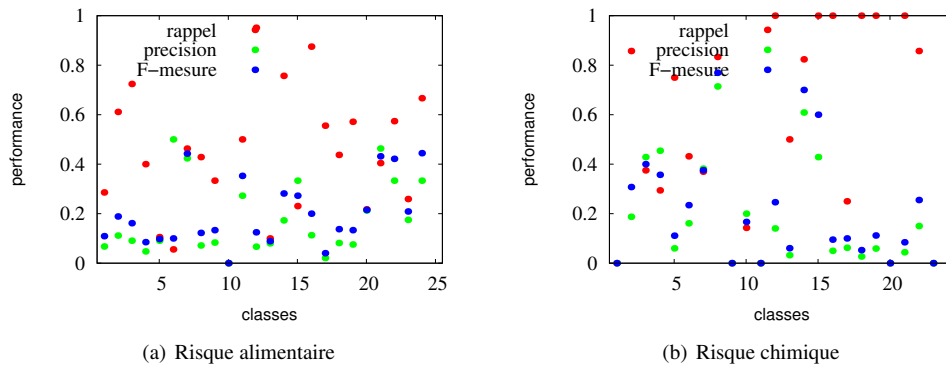 1
0.8
0.6
0.4
0.2
0
5
10
15
20
25
performance
classes
rappel
precision
F−mesure
(a) Risque alimentaire
1
0.8
0.6
0.4
0.2
0
5
10
15
20
performance
classes
rappel
precision
F−mesure
(b) Risque chimique